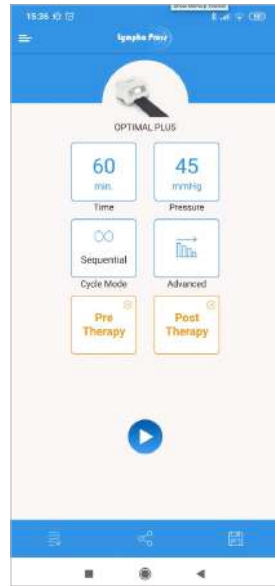 15:36
Lympha Press
OPTIMAL PLUS
60
min.
Time
45
mmHg
Pressure
Sequential
Cycle Mode
Advanced
Pre
Therapy
Post
Therapy